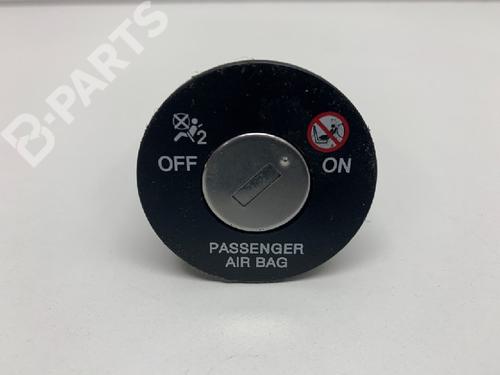 B-PARTS
2
OFF ON
PASSENGER
AIR BAG